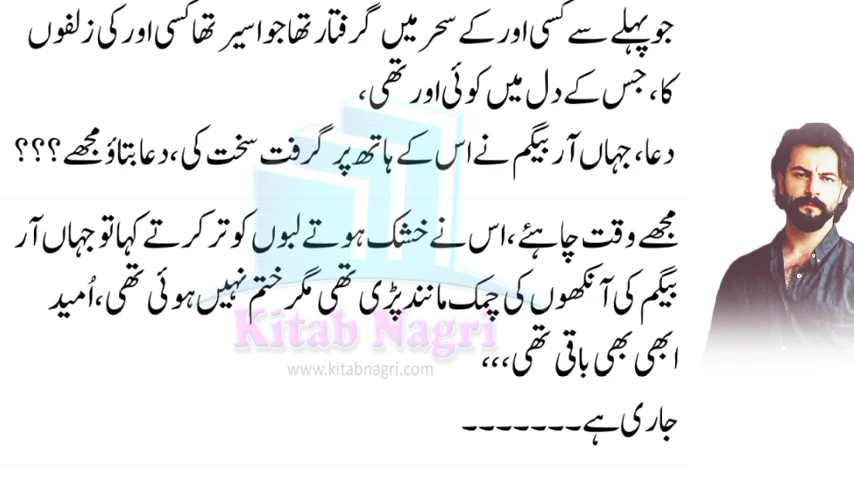 جو پہلے سے کسی اور کے سحر میں گرفتار تھا جو اسیر تھا کسی اور کی زلفوں
کا، جس کے دل میں کوئی اور تھی،
دعا، جہاں آر بیگم نے اس کے ہاتھ پر گرفت سخت کی، دعا بتاؤ مجھے؟؟؟
مجھے وقت چاہئے، اس نے خشک ہوتے لبوں کو تر کرتے کہا تو جہاں آر
بیگم کی آنکھوں کی چمک مانند پڑی تھی مگر ختم نہیں ہوئی تھی، اُمید
ابھی بھی باقی تھی،،،
Kitab Nagri
www.kitabnagri.com
جاری ہے۔۔۔۔۔۔۔